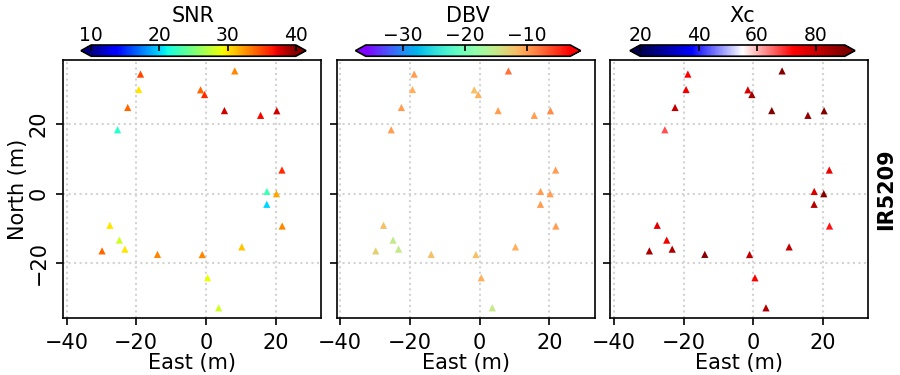 SNR DBV Xc
10 20 30 40 −30 −20 −10 20 40 60 80
North (m)
20
0
−20
−40 −20 0 20 −40 −20 0 20 −40 −20 0 20
East (m) East (m) East (m)
IR5209